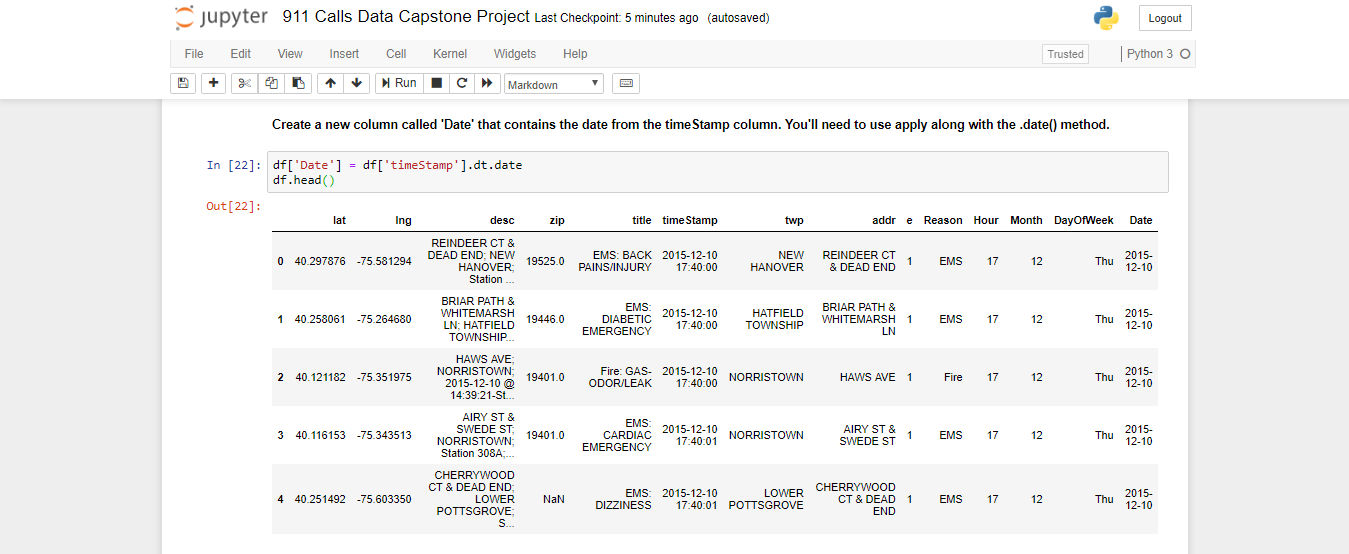 jupyter 911 Calls Data Capstone Project Last Checkpoint: 5 minutes ago (autosaved) Logout
File Edit View Insert Cell Kernel Widgets Help Trusted Python 3
Run Markdown
Create a new column called 'Date' that contains the date from the timeStamp column. You'll need to use apply along with the .date() method.
In [22]: df['Date'] = df['timeStamp'].dt.date
df.head()
Out[22]:
lat lng desc zip title timeStamp twp addr e Reason Hour Month DayOfWeek Date
0 40.297876 -75.581294 REINDEER CT & DEAD END; NEW HANOVER; Station ... 19525.0 EMS: BACK PAINS/INJURY 2015-12-10 17:40:00 NEW HANOVER REINDEER CT & DEAD END 1 EMS 17 12 Thu 2015-12-10
1 40.258061 -75.264680 BRIAR PATH & WHITEMARSH LN; HATFIELD TOWNSHIP... 19446.0 EMS: DIABETIC EMERGENCY 2015-12-10 17:40:00 HATFIELD TOWNSHIP BRIAR PATH & WHITEMARSH LN 1 EMS 17 12 Thu 2015-12-10
2 40.121182 -75.351975 HAWS AVE; NORRISTOWN; 2015-12-10 @ 14:39:21-St... 19401.0 Fire: GAS-ODOR/LEAK 2015-12-10 17:40:00 NORRISTOWN HAWS AVE 1 Fire 17 12 Thu 2015-12-10
3 40.116153 -75.343513 AIRY ST & SWEDE ST; NORRISTOWN; Station 308A;... 19401.0 EMS: CARDIAC EMERGENCY 2015-12-10 17:40:01 NORRISTOWN AIRY ST & SWEDE ST 1 EMS 17 12 Thu 2015-12-10
4 40.251492 -75.603350 CHERRYWOOD CT & DEAD END; LOWER POTTSGROVE; S... NaN EMS: DIZZINESS 2015-12-10 17:40:01 LOWER POTTSGROVE CHERRYWOOD CT & DEAD END 1 EMS 17 12 Thu 2015-12-10